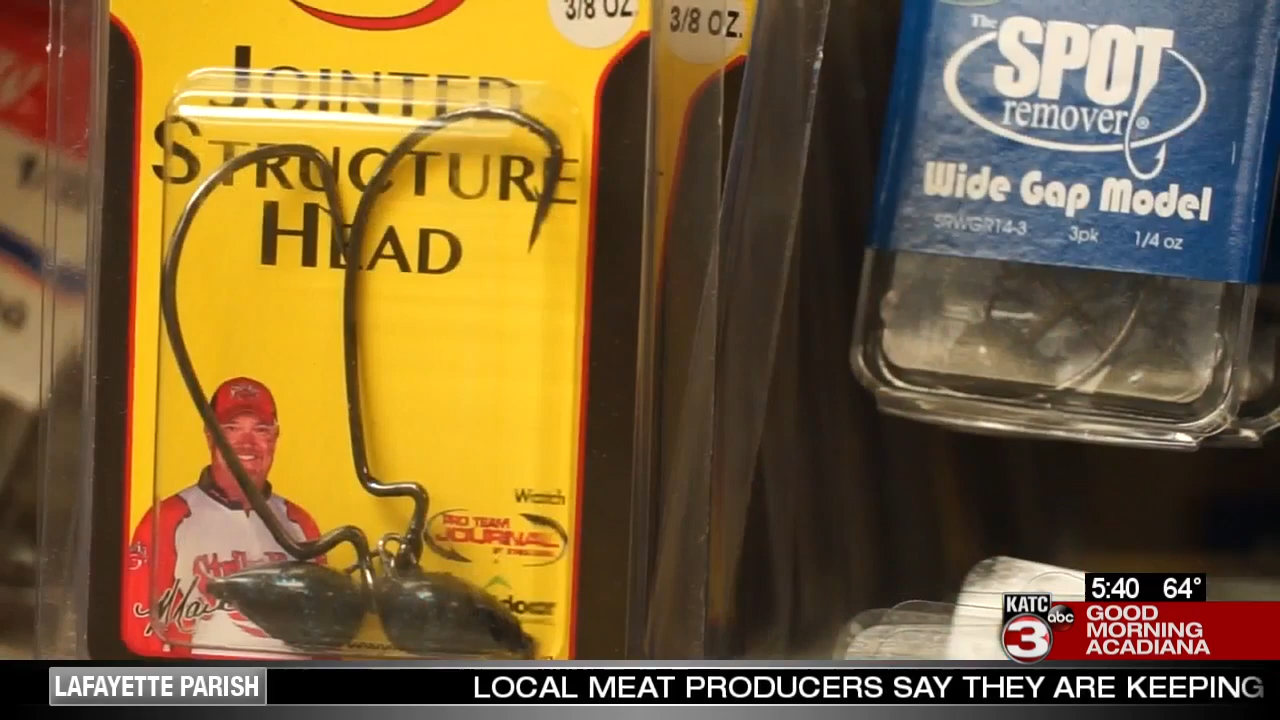 3/8 OZ.
3/8 OZ.
JOINTED
STRUCTURE
HEAD
Watch
PRO TEAM
JOURNAL
The
SPOT
remover®
Wide Gap Model
SRWGR14-3 3pk 1/4 oz
5:40 64°
KATC
3
abc
GOOD
MORNING
ACADIANA
LAFAYETTE PARISH
LOCAL MEAT PRODUCERS SAY THEY ARE KEEPING